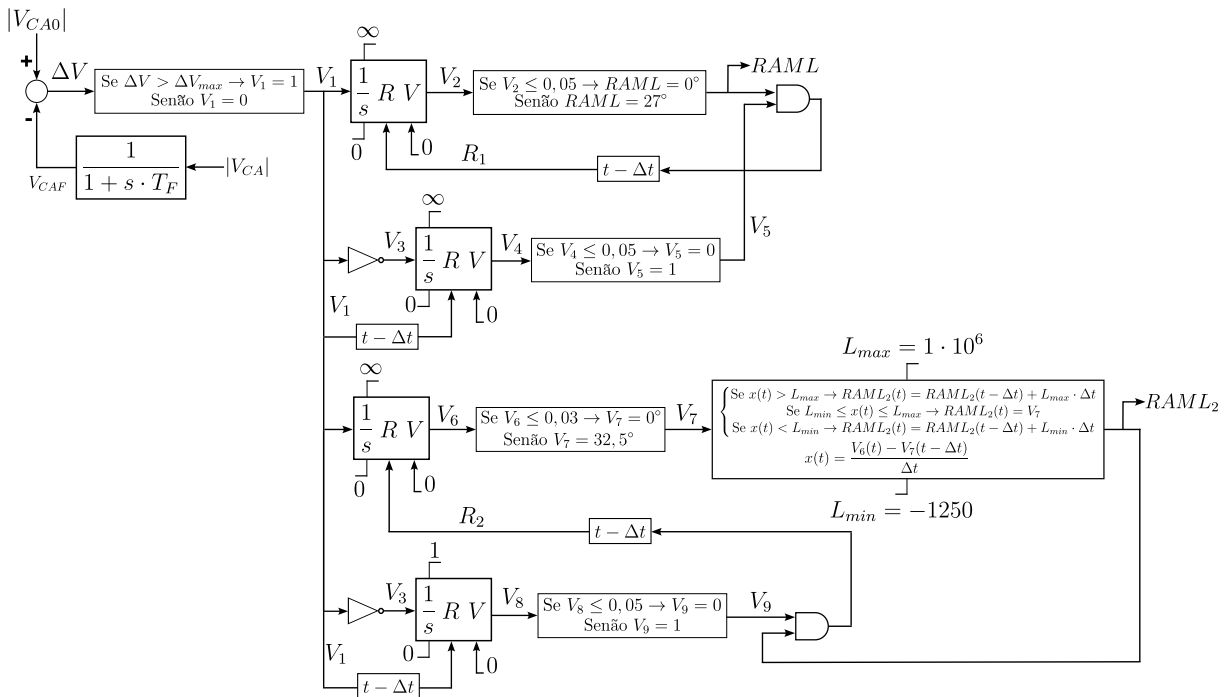 |V_{CA0}|
+
-
ΔV
Se ΔV > ΔV_{max} → V_1 = 1
Senão V_1 = 0
V_{CAF}
1
1 + s · T_F
|V_{CA}|
V_1
∞
1
s
R V
0
0
V_2
Se V_2 ≤ 0,05 → RAML = 0°
Senão RAML = 27°
RAML
R_1
t − Δt
∞
V_3
1
s
R V
0
0
V_4
Se V_4 ≤ 0,05 → V_5 = 0
Senão V_5 = 1
V_5
V_1
t − Δt
∞
1
s
R V
0
0
V_6
Se V_6 ≤ 0,03 → V_7 = 0°
Senão V_7 = 32,5°
V_7
L_{max} = 1 · 10^6
Se x(t) > L_{max} → RAML_2(t) = RAML_2(t − Δt) + L_{max} · Δt
Se L_{min} ≤ x(t) ≤ L_{max} → RAML_2(t) = V_7
Se x(t) < L_{min} → RAML_2(t) = RAML_2(t − Δt) + L_{min} · Δt
x(t) = \frac{V_6(t) − V_7(t − Δt)}{Δt}
L_{min} = −1250
RAML_2
R_2
t − Δt
1
V_3
1
s
R V
0
0
V_8
Se V_8 ≤ 0,05 → V_9 = 0
Senão V_9 = 1
V_9
V_1
t − Δt